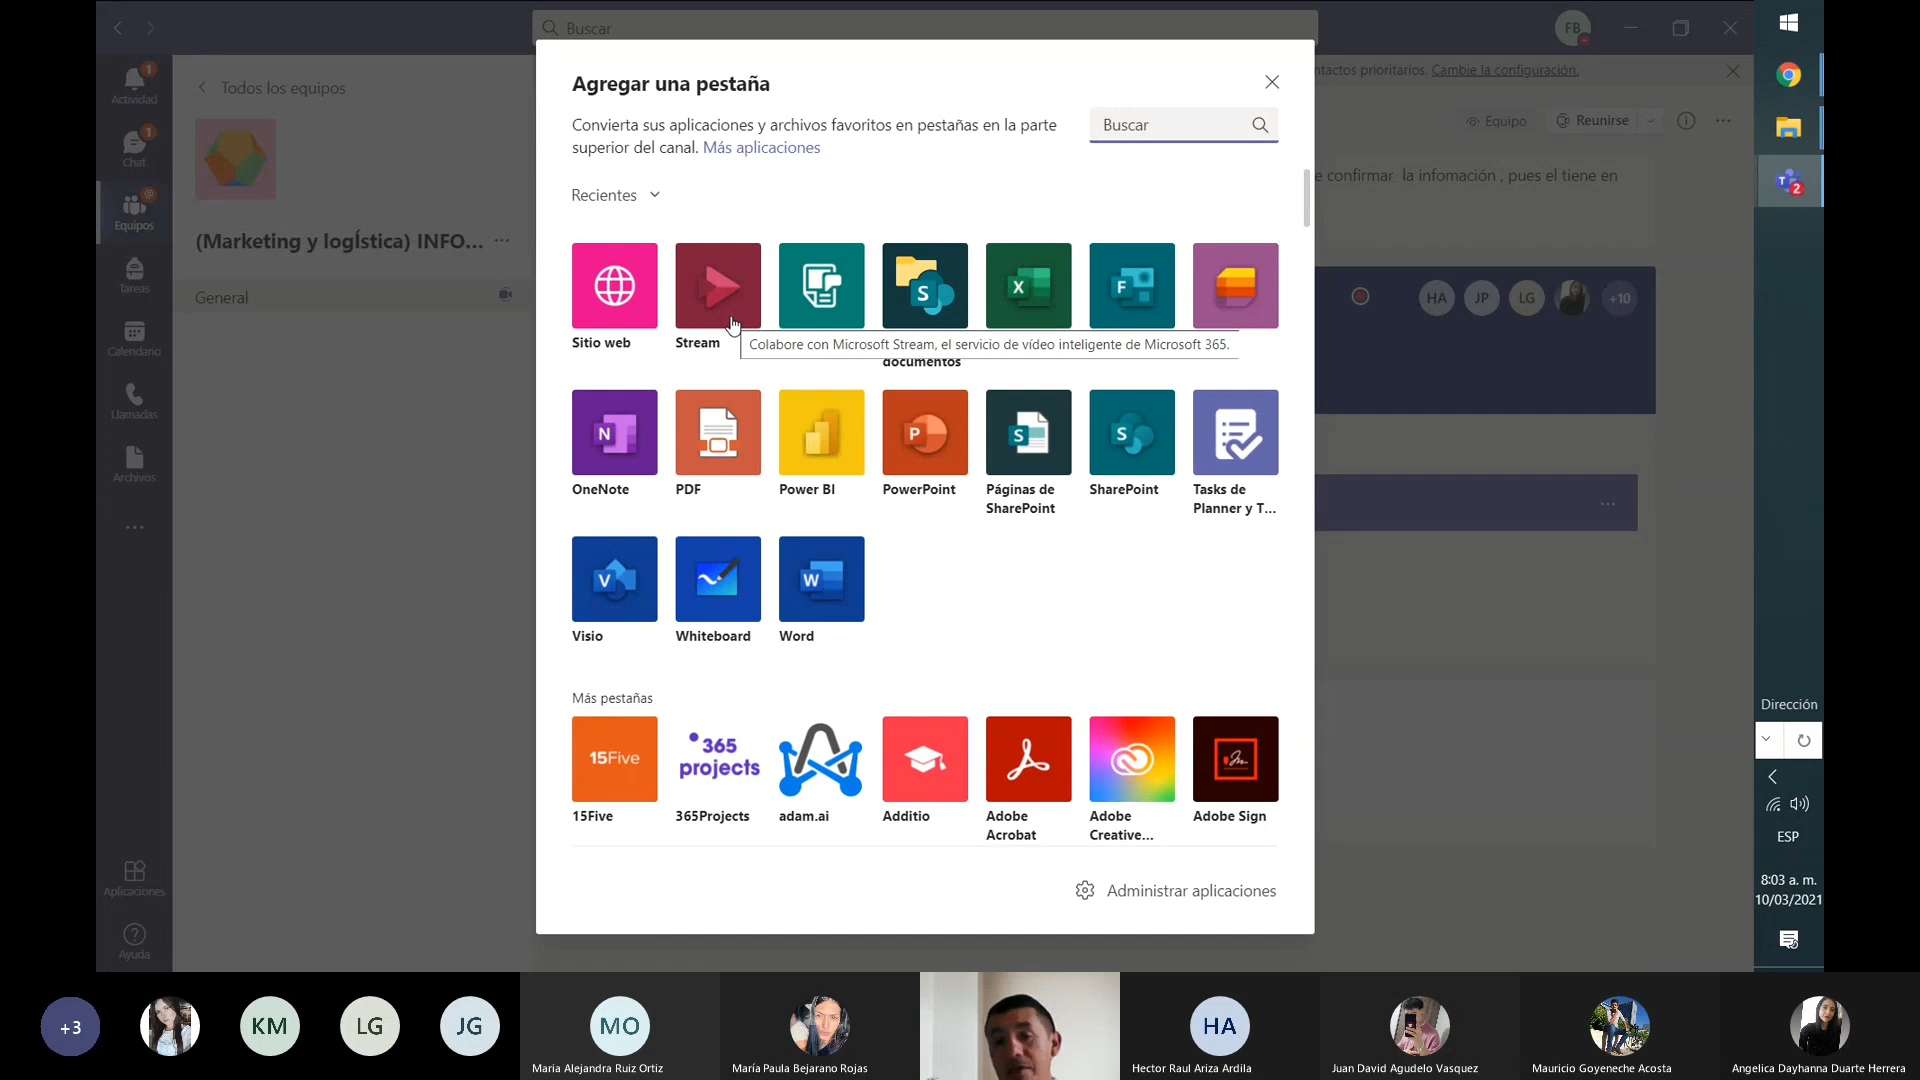 Buscar
FB
ntactos prioritarios. Cambie la configuración.
1
Actividad
1
Chat
Equipos
Tareas
Calendario
Llamadas
Archivos
Aplicaciones
Ayuda
Todos los equipos
(Marketing y logÍstica) INFO...
General
Agregar una pestaña
Convierta sus aplicaciones y archivos favoritos en pestañas en la parte
superior del canal. Más aplicaciones
Buscar
Recientes
Sitio web
Stream
Colabore con Microsoft Stream, el servicio de vídeo inteligente de Microsoft 365.
documentos
S
X
F
N
P
S
S
OneNote
PDF
Power BI
PowerPoint
Páginas de
SharePoint
SharePoint
Tasks de
Planner y T...
V
W
Visio
Whiteboard
Word
Más pestañas
15Five
365
projects
15Five
365Projects
adam.ai
Additio
Adobe
Acrobat
Adobe
Creative...
Adobe Sign
Administrar aplicaciones
Equipo
Reunirse
e confirmar la infomación , pues el tiene en
HA
JP
LG
+10
T
2
Dirección
ESP
8:03 a. m.
10/03/2021
+3
KM
LG
JG
MO
Maria Alejandra Ruiz Ortiz
María Paula Bejarano Rojas
HA
Hector Raul Ariza Ardila
Juan David Agudelo Vasquez
Mauricio Goyeneche Acosta
Angelica Dayhanna Duarte Herrera